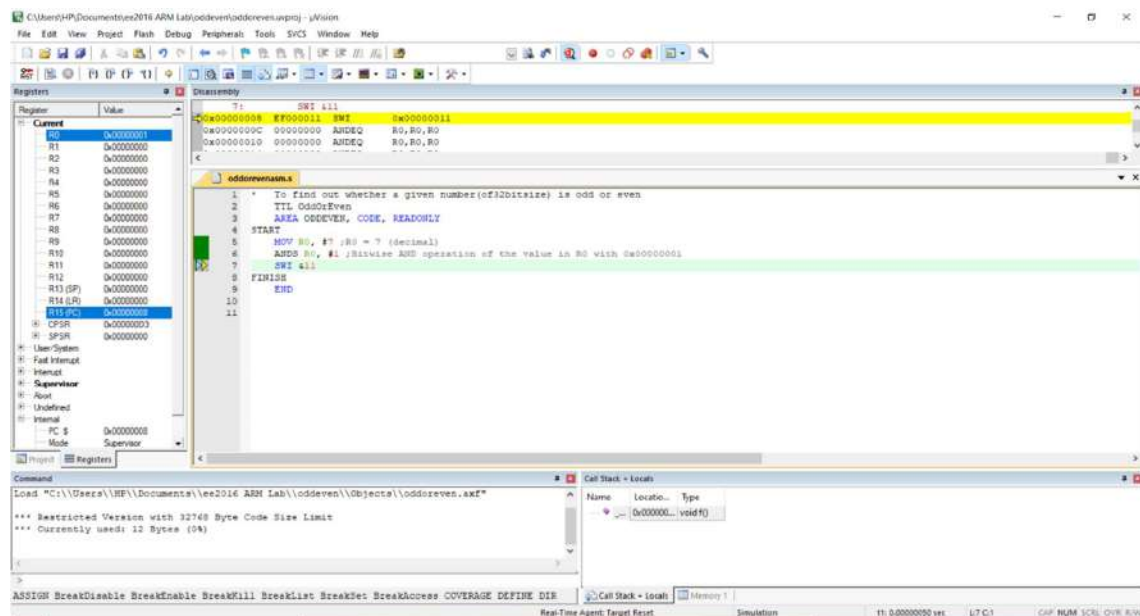 C:\Users\HP\Documents\ee2016 ARM Lab\oddeven\oddoreven.uvproj - µVision
File Edit View Project Flash Debug Peripherals Tools SVCS Window Help
Registers
Register Value
Current
R0 0x00000001
R1 0x00000000
R2 0x00000000
R3 0x00000000
R4 0x00000000
R5 0x00000000
R6 0x00000000
R7 0x00000000
R8 0x00000000
R9 0x00000000
R10 0x00000000
R11 0x00000000
R12 0x00000000
R13 (SP) 0x00000000
R14 (LR) 0x00000000
R15 (PC) 0x00000008
CPSR 0x000000D3
SPSR 0x00000000
User/System
Fast Interrupt
Interrupt
Supervisor
Abort
Undefined
Internal
PC $ 0x00000008
Mode Supervisor
Project Registers
Disassembly
7: SWI &11
0x00000008 EF000011 SWI 0x00000011
0x0000000C 00000000 ANDEQ R0,R0,R0
0x00000010 00000000 ANDEQ R0,R0,R0
oddorevenasm.s
1 * To find out whether a given number(of32bitsize) is odd or even
2 TTL OddOrEven
3 AREA ODDEVEN, CODE, READONLY
4 START
5 MOV R0, #7 ;R0 = 7 (decimal)
6 ANDS R0, #1 ;Bitwise AND operation of the value in R0 with 0x00000001
7 SWI &11
8 FINISH
9 END
10
11
Command
Load "C:\\Users\\HP\\Documents\\ee2016 ARM Lab\\oddeven\\Objects\\oddoreven.axf"
*** Restricted Version with 32768 Byte Code Size Limit
*** Currently used: 12 Bytes (0%)
>
ASSIGN BreakDisable BreakEnable BreakKill BreakList BreakSet BreakAccess COVERAGE DEFINE DIR
Call Stack + Locals
Name Locatio... Type
0x000000... void f()
Call Stack + Locals Memory 1
Real-Time Agent: Target Reset Simulation t1: 0.00000050 sec L:7 C:1 CAP NUM SCRL OVR R/W